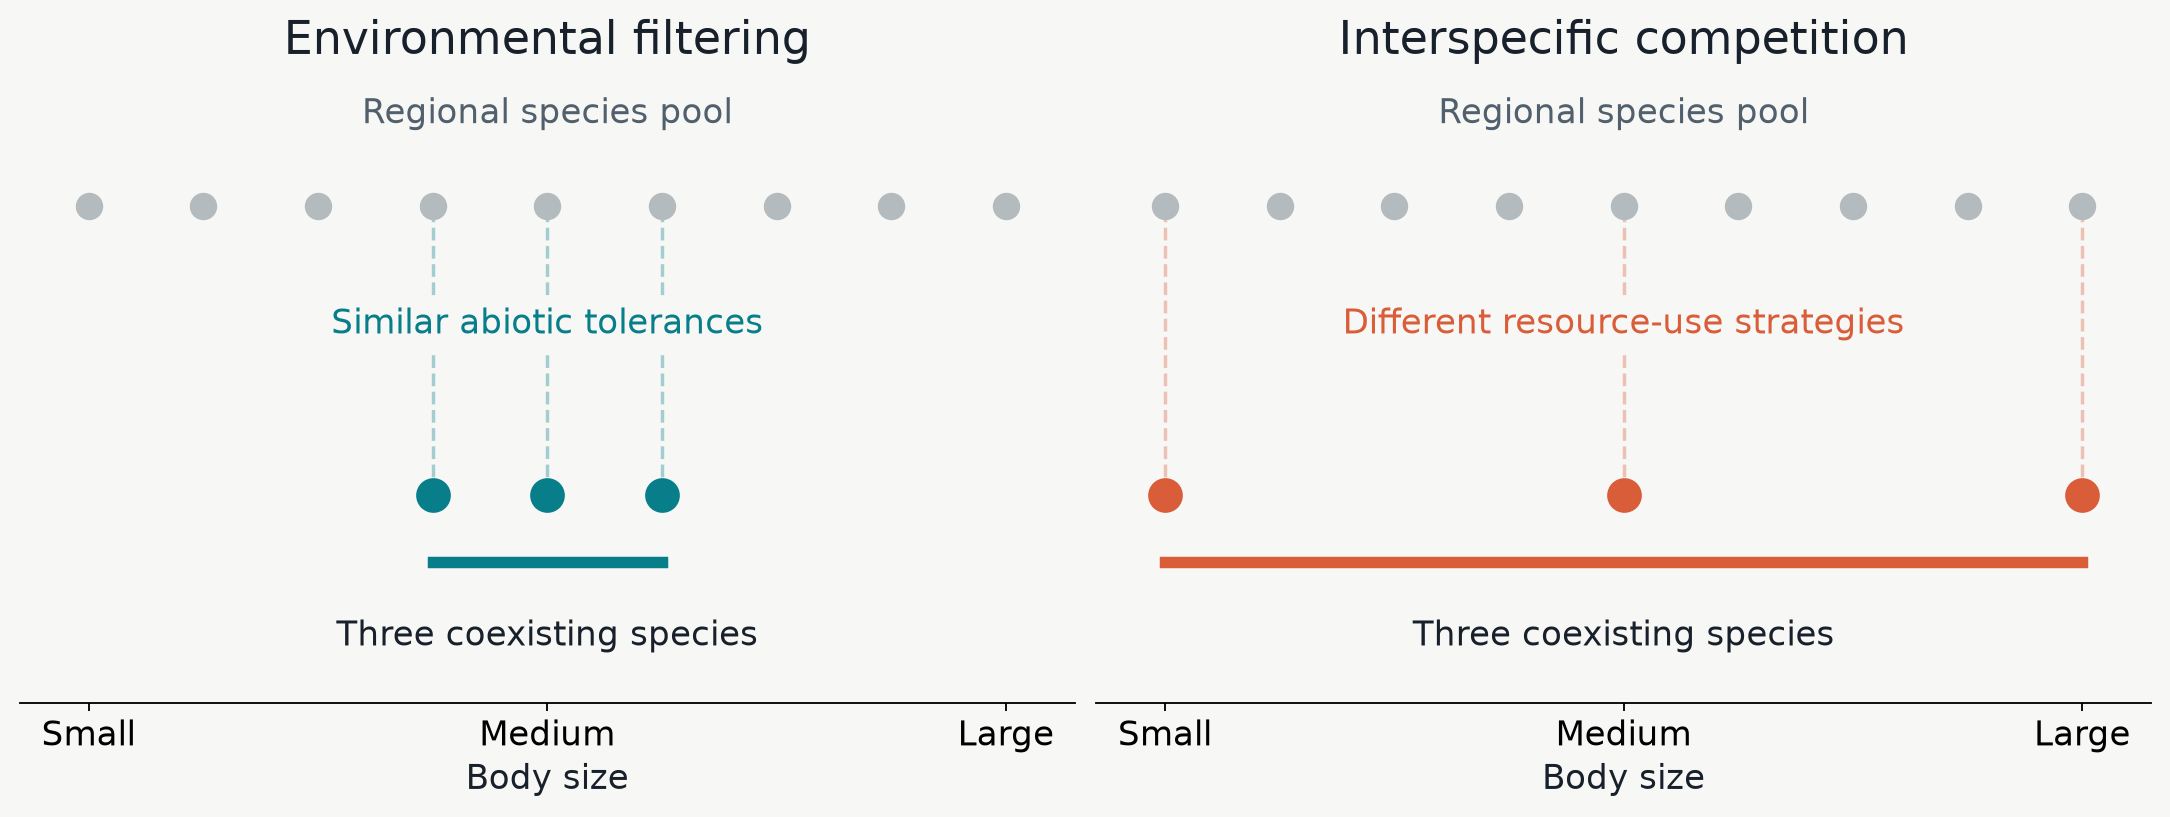 Environmental filtering
Regional species pool
Similar abiotic tolerances
Three coexisting species
Small
Medium
Large
Body size
Interspecific competition
Regional species pool
Different resource-use strategies
Three coexisting species
Small
Medium
Large
Body size